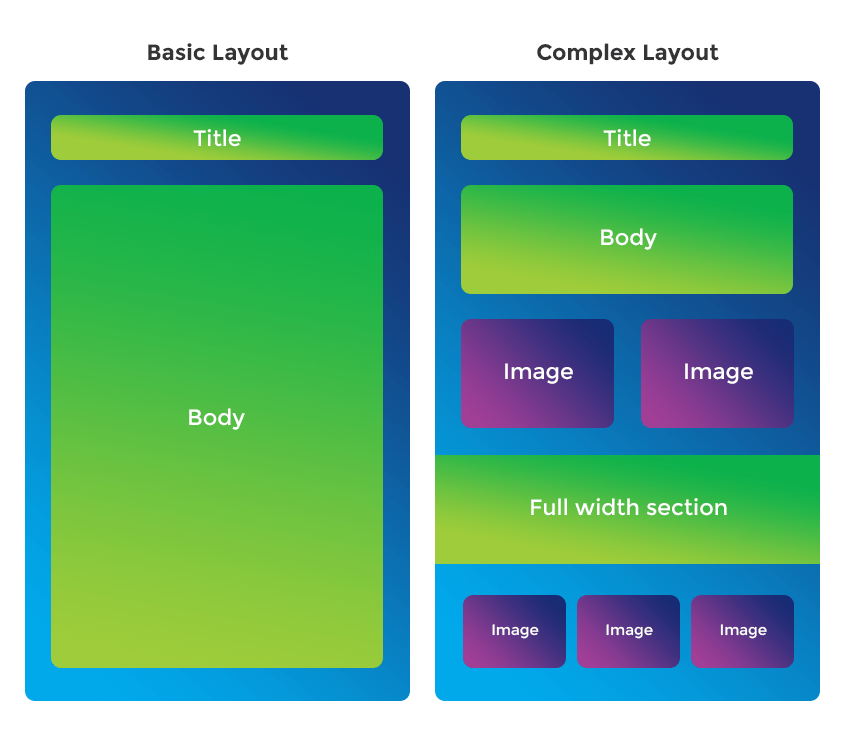 Basic Layout
Title
Body
Complex Layout
Title
Body
Image
Image
Full width section
Image
Image
Image